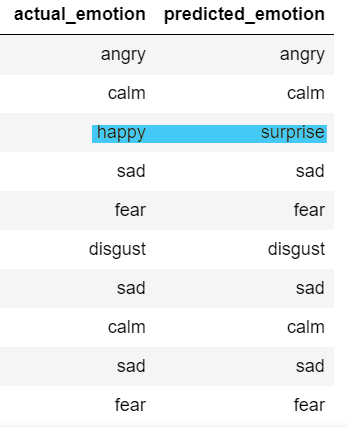 actual_emotion predicted_emotion
angry angry
calm calm
happy surprise
sad sad
fear fear
disgust disgust
sad sad
calm calm
sad sad
fear fear